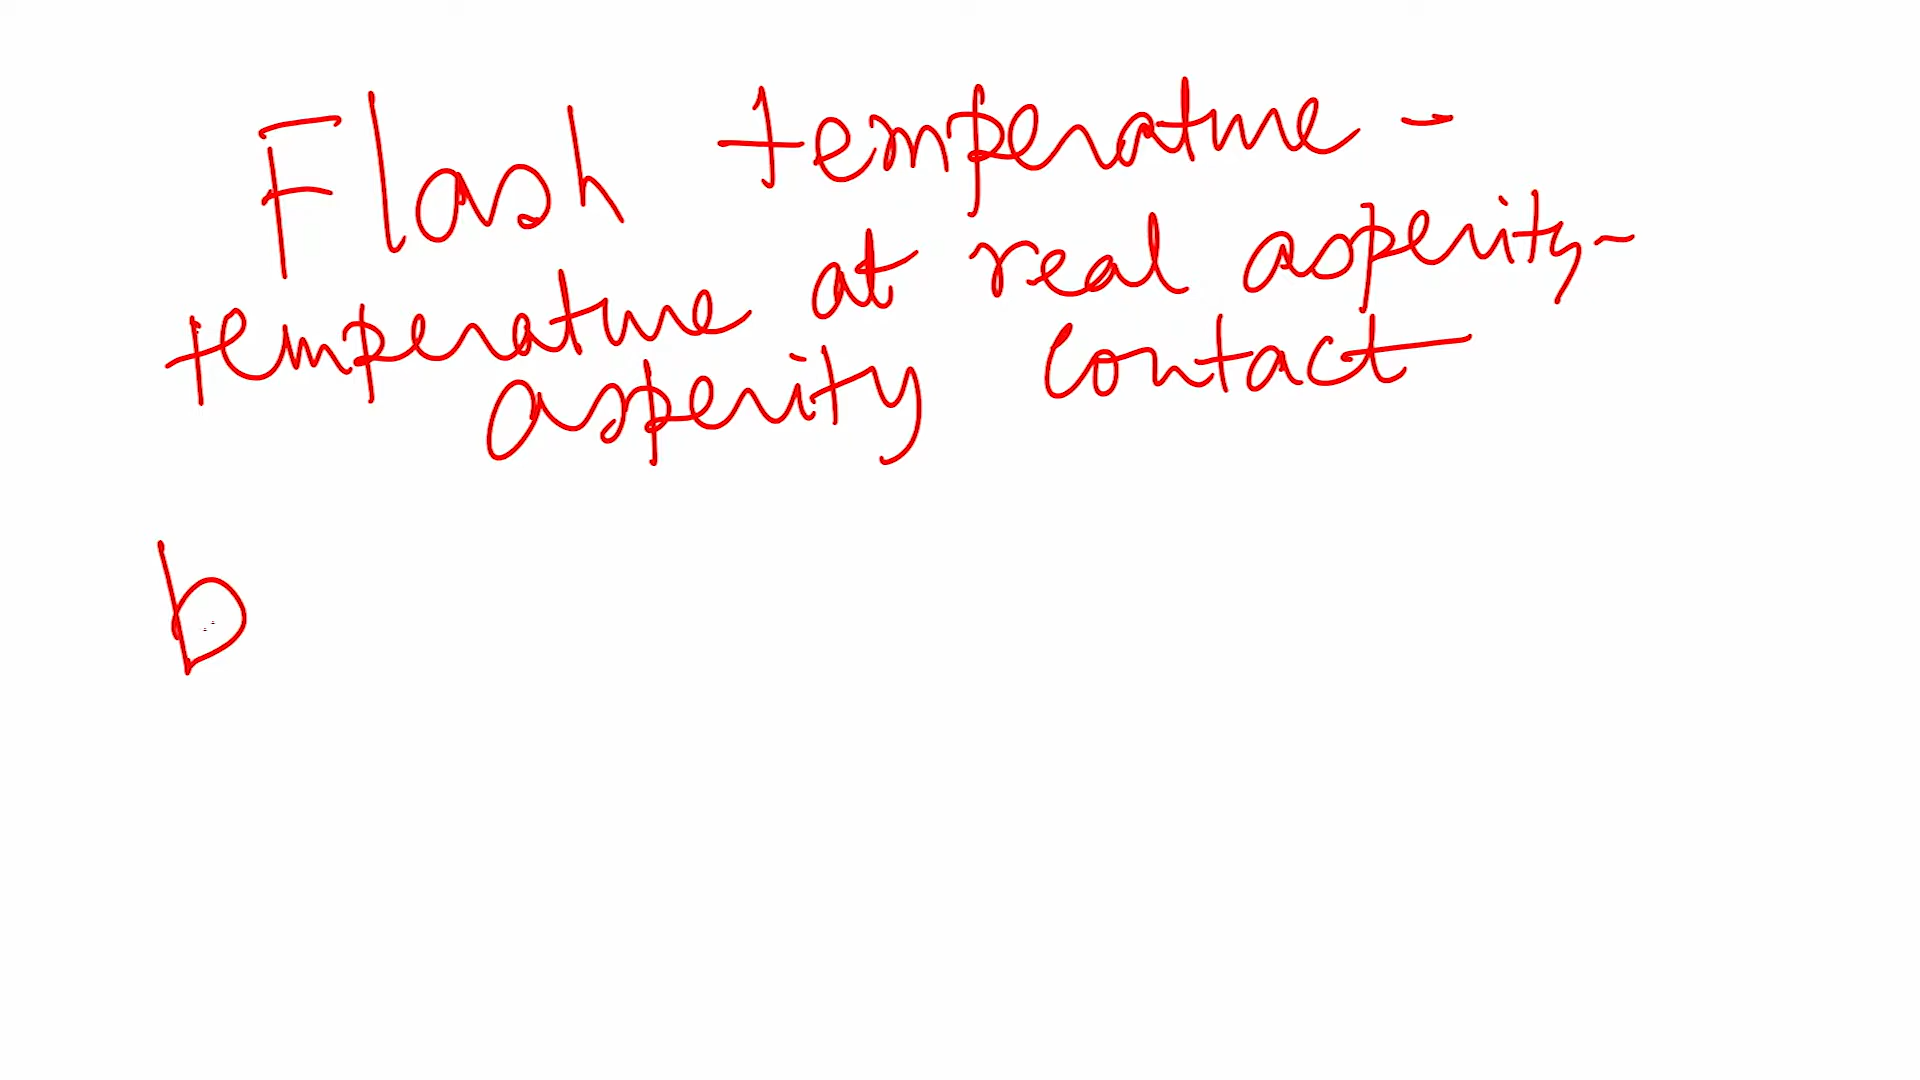 Flash temperature -
temperature at real asperity-
asperity contact
b